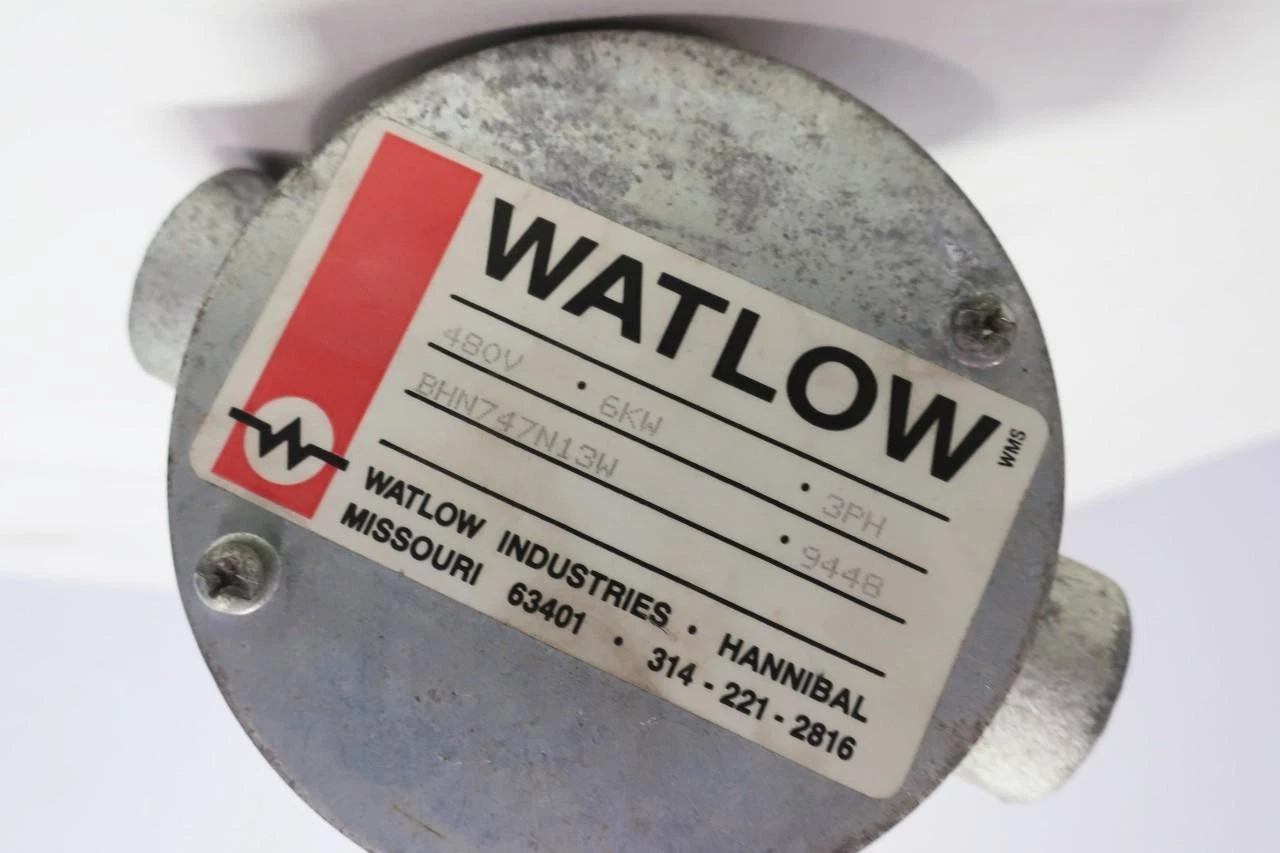 WATLOW
WMS
480V • 6KW • 3PH
BHN747N13W • 9448
WATLOW INDUSTRIES • HANNIBAL
MISSOURI 63401 • 314-221-2816